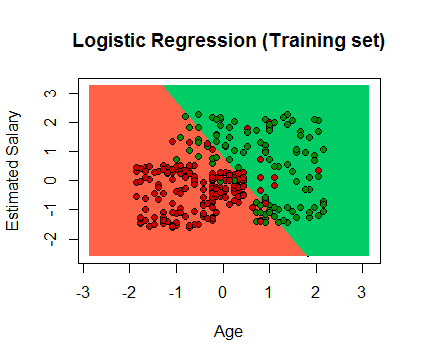 Logistic Regression (Training set)
Estimated Salary
3
2
1
0
-1
-2
-3 -2 -1 0 1 2 3
Age